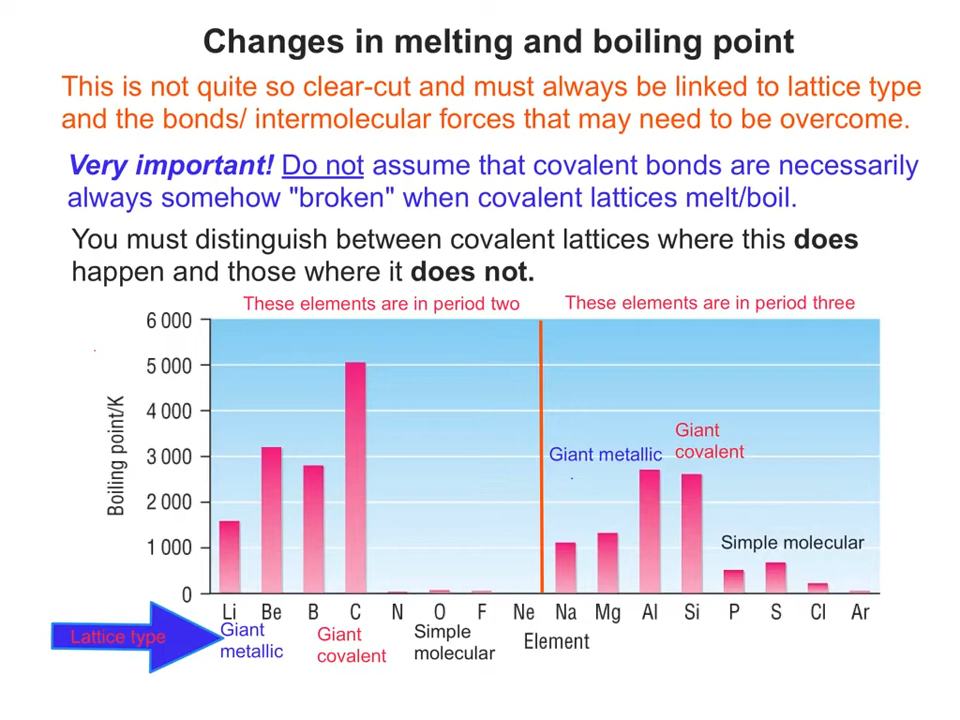 Changes in melting and boiling point
This is not quite so clear-cut and must always be linked to lattice type
and the bonds/ intermolecular forces that may need to be overcome.
Very important! Do not assume that covalent bonds are necessarily
always somehow "broken" when covalent lattices melt/boil.
You must distinguish between covalent lattices where this does
happen and those where it does not.
These elements are in period two
These elements are in period three
6 000
5 000
4 000
3 000
2 000
1 000
0
Boiling point/K
Giant metallic
Giant
covalent
Simple molecular
Li Be B C N O F Ne Na Mg Al Si P S Cl Ar
Lattice type
Giant
metallic
Giant
covalent
Simple
molecular
Element